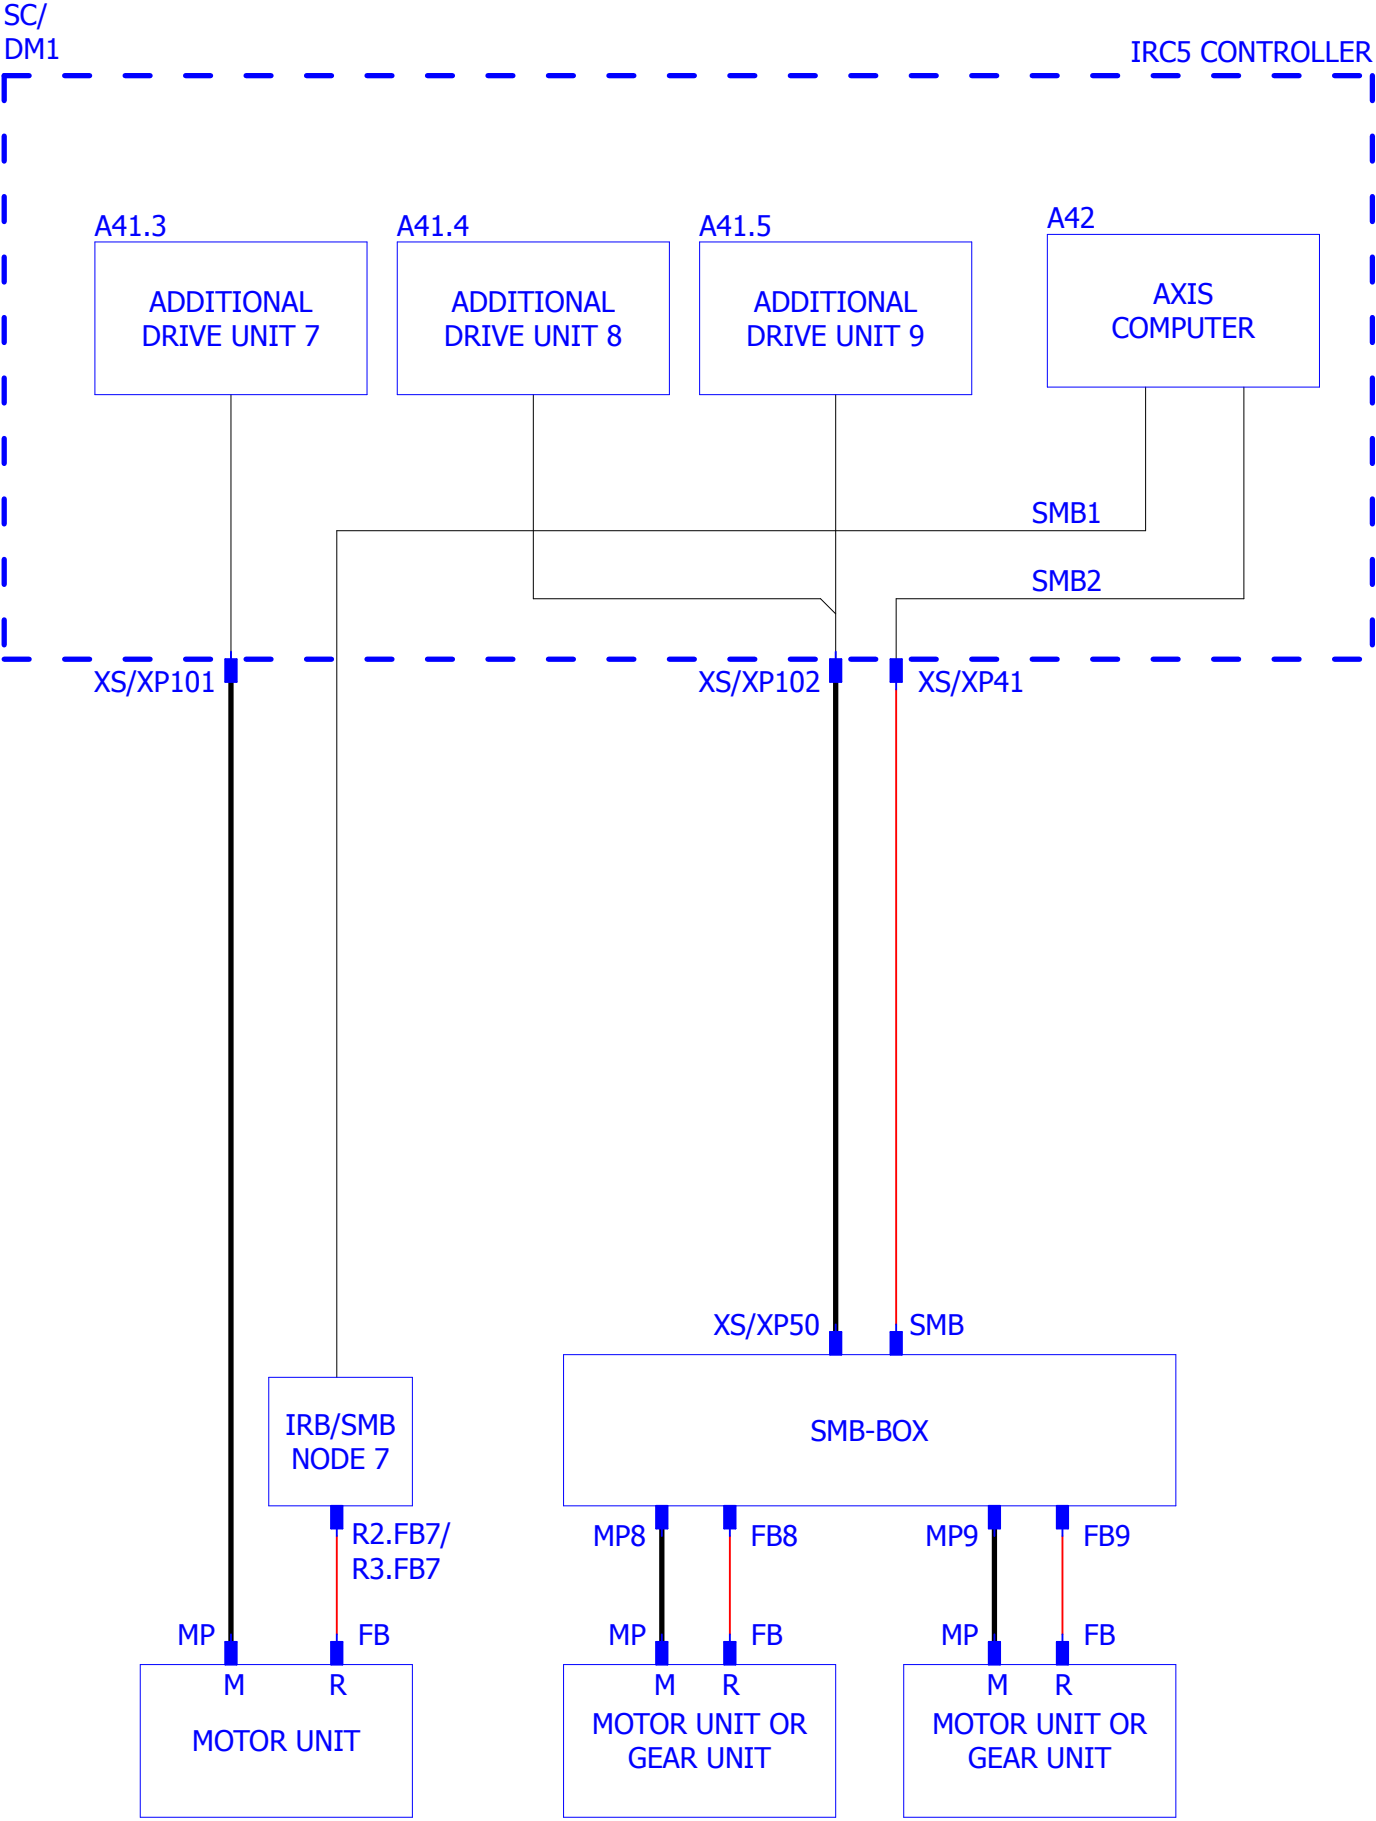 SC/
DM1
IRC5 CONTROLLER
A41.3
A41.4
A41.5
A42
ADDITIONAL
DRIVE UNIT 7
ADDITIONAL
DRIVE UNIT 8
ADDITIONAL
DRIVE UNIT 9
AXIS
COMPUTER
SMB1
SMB2
XS/XP101
XS/XP102
XS/XP41
XS/XP50
SMB
IRB/SMB
NODE 7
SMB-BOX
R2.FB7/
R3.FB7
MP8
FB8
MP9
FB9
MP
FB
MP
FB
MP
FB
M
R
MOTOR UNIT
M
R
MOTOR UNIT OR
GEAR UNIT
M
R
MOTOR UNIT OR
GEAR UNIT